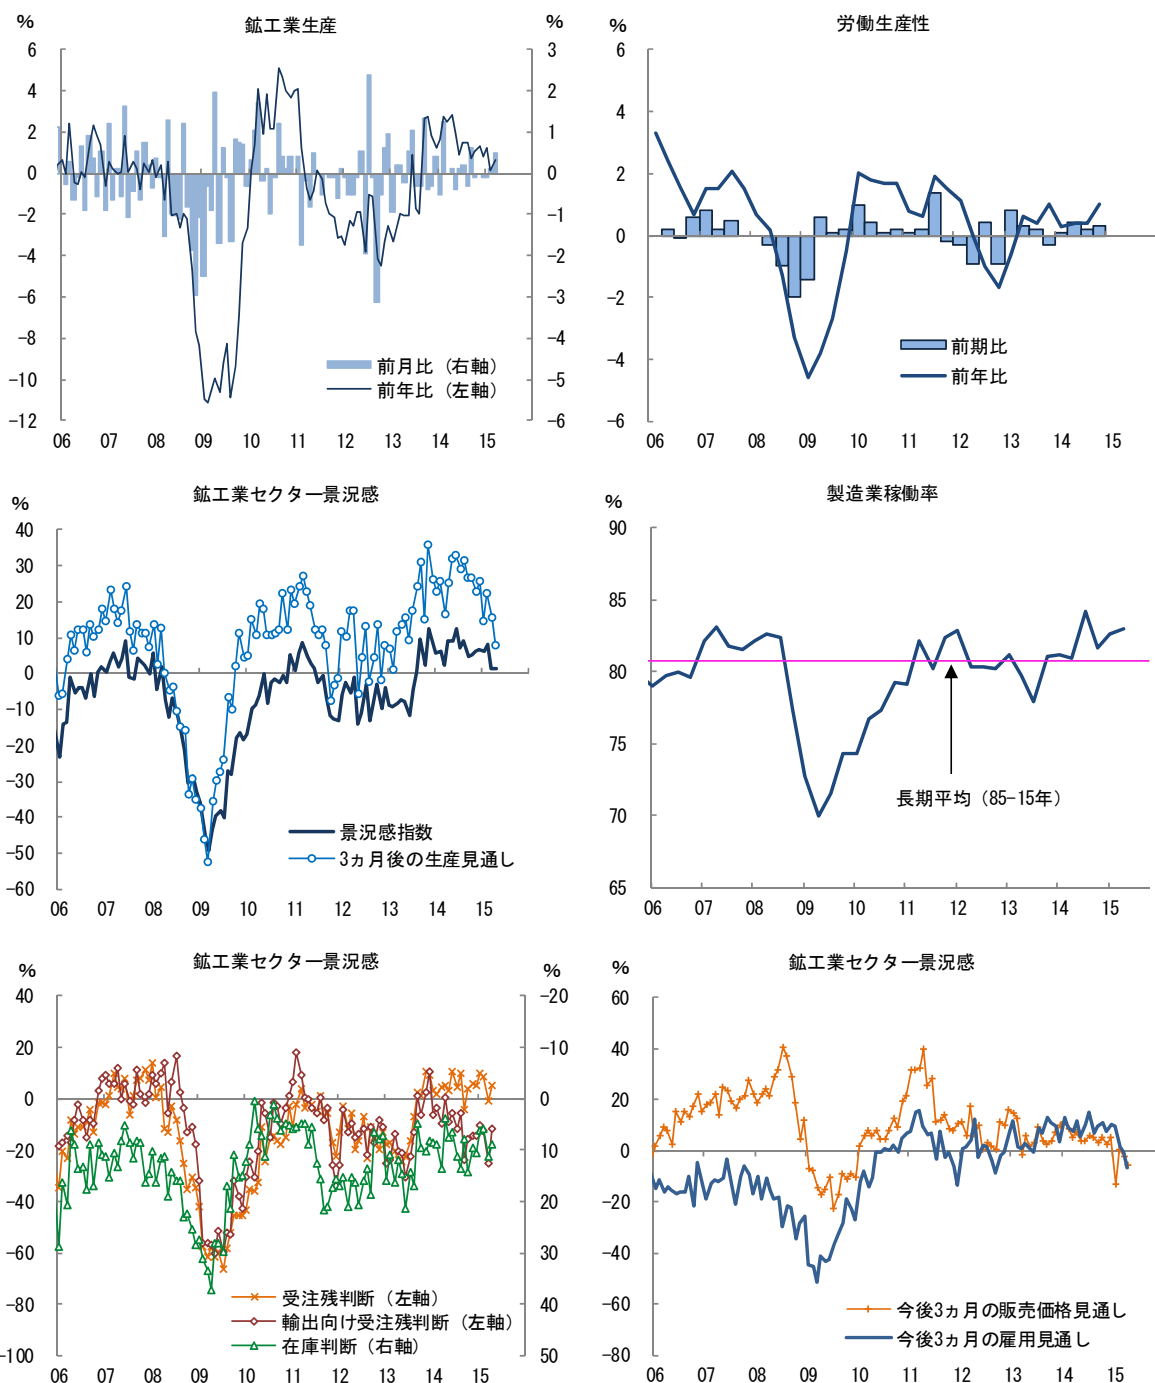 鉱工業生産
% %
6 3
4 2
2 1
0 0
-2 -1
-4 -2
-6 -3
-8 -4
-10 -5
-12 -6
前月比（右軸）
前年比（左軸）
06 07 08 09 10 11 12 13 14 15
労働生産性
%
6
4
2
0
-2
-4
-6
前期比
前年比
06 07 08 09 10 11 12 13 14 15
鉱工業セクター景況感
%
40
30
20
10
0
-10
-20
-30
-40
-50
-60
景況感指数
3ヵ月後の生産見通し
06 07 08 09 10 11 12 13 14 15
製造業稼働率
%
90
85
80
75
70
65
長期平均（85-15年）
06 07 08 09 10 11 12 13 14 15
鉱工業セクター景況感
% %
40 -20
20 -10
0 0
-20 10
-40 20
-60 30
-80 40
-100 50
受注残判断（左軸）
輸出向け受注残判断（左軸）
在庫判断（右軸）
06 07 08 09 10 11 12 13 14 15
鉱工業セクター景況感
%
60
40
20
0
-20
-40
-60
-80
今後3ヵ月の販売価格見通し
今後3ヵ月の雇用見通し
06 07 08 09 10 11 12 13 14 15